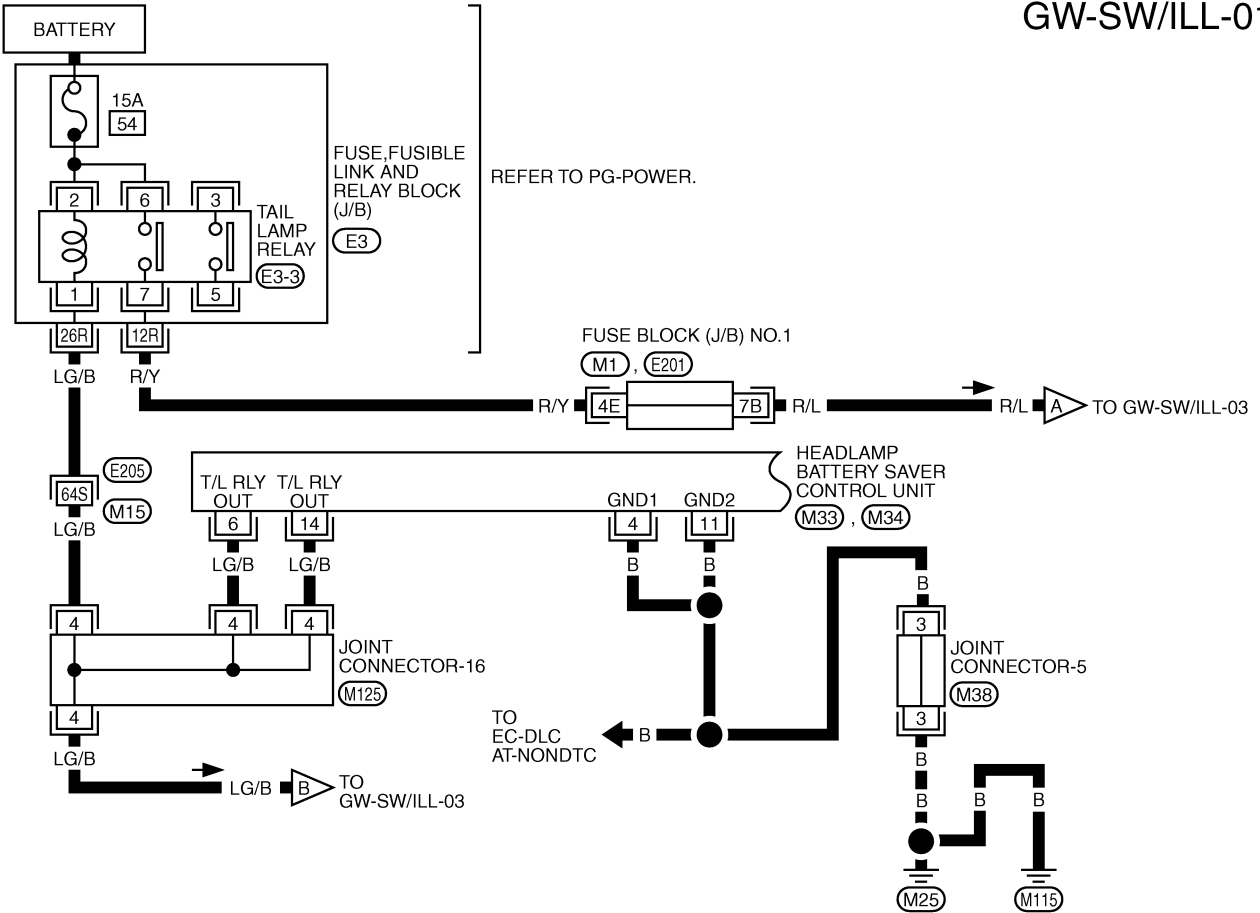 GW-SW/ILL-01
BATTERY
15A
54
FUSE,FUSIBLE
LINK AND
RELAY BLOCK
(J/B)
E3
REFER TO PG-POWER.
2
6
3
TAIL
LAMP
RELAY
E3-3
1
7
5
26R
12R
LG/B
R/Y
FUSE BLOCK (J/B) NO.1
M1 , E201
R/Y
4E
7B
R/L
R/L
A
TO GW-SW/ILL-03
E205
64S
M15
LG/B
T/L RLY
OUT
T/L RLY
OUT
GND1
GND2
HEADLAMP
BATTERY SAVER
CONTROL UNIT
M33 , M34
6
14
4
11
LG/B
LG/B
B
B
B
4
4
4
JOINT
CONNECTOR-16
M125
3
JOINT
CONNECTOR-5
M38
3
4
LG/B
TO
EC-DLC
AT-NONDTC
B
B
LG/B
B
TO
GW-SW/ILL-03
B
B
B
M25
M115